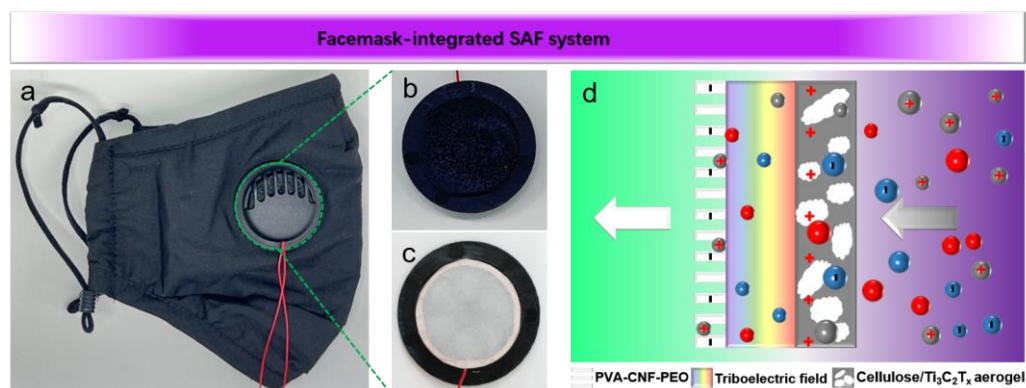 Facemask-integrated SAF system
a
b
c
d
PVA-CNF-PEO Triboelectric field Cellulose/Ti₃C₂Tₓ aerogel